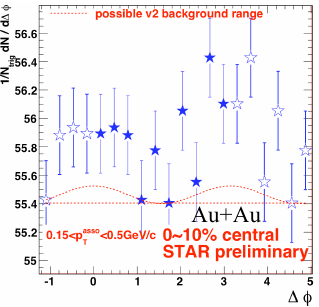 possible v2 background range
1/N_trig dN/dΔ ϕ
56.6
56.4
56.2
56
55.8
55.6
55.4
55.2
55
Au+Au
0.15<p_T^asso<0.5GeV/c
0~10% central
STAR preliminary
-1 0 1 2 3 4 5
Δ ϕ